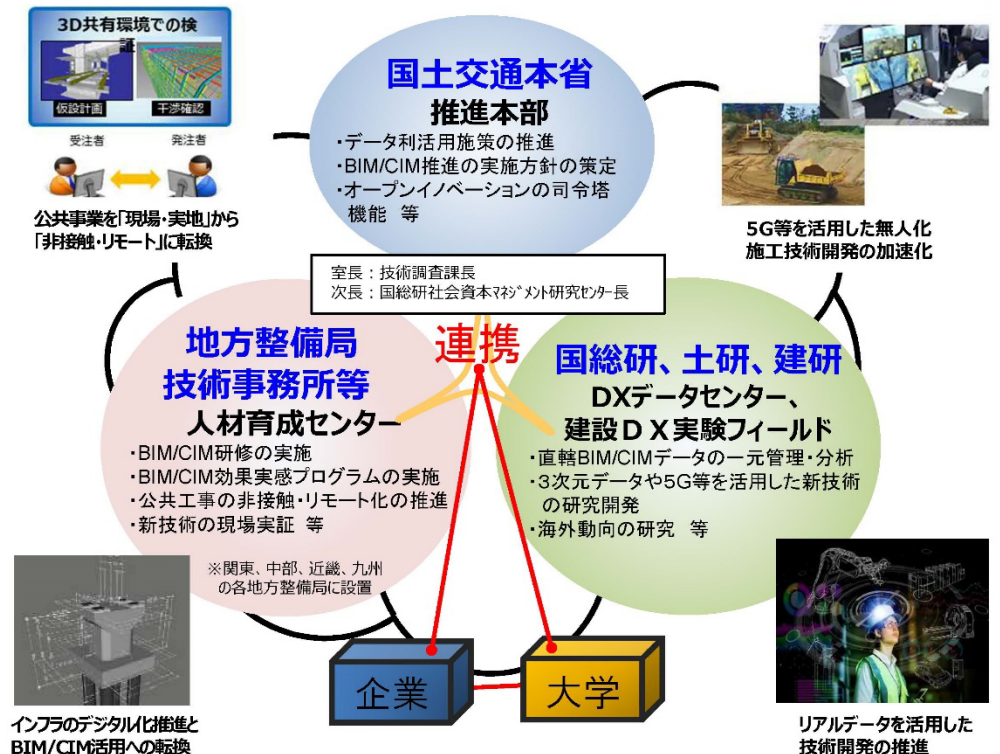 3D共有環境での検
証
仮設計画
干渉確認
受注者
発注者
公共事業を「現場・実地」から
「非接触・リモート」に転換
国土交通本省
推進本部
・データ利活用施策の推進
・BIM/CIM推進の実施方針の策定
・オープンイノベーションの司令塔
機能 等
5G等を活用した無人化
施工技術開発の加速化
室長：技術調査課長
次長：国総研社会資本ﾏﾈｼﾞﾒﾝﾄ研究ｾﾝﾀｰ長
連携
地方整備局
技術事務所等
人材育成センター
・BIM/CIM研修の実施
・BIM/CIM効果実感プログラムの実施
・公共工事の非接触・リモート化の推進
・新技術の現場実証 等
※関東、中部、近畿、九州
の各地方整備局に設置
国総研、土研、建研
DXデータセンター、
建設ＤＸ実験フィールド
・直轄BIM/CIMデータの一元管理・分析
・3次元データや5G等を活用した新技術
の研究開発
・海外動向の研究 等
企業
大学
インフラのデジタル化推進と
BIM/CIM活用への転換
リアルデータを活用した
技術開発の推進